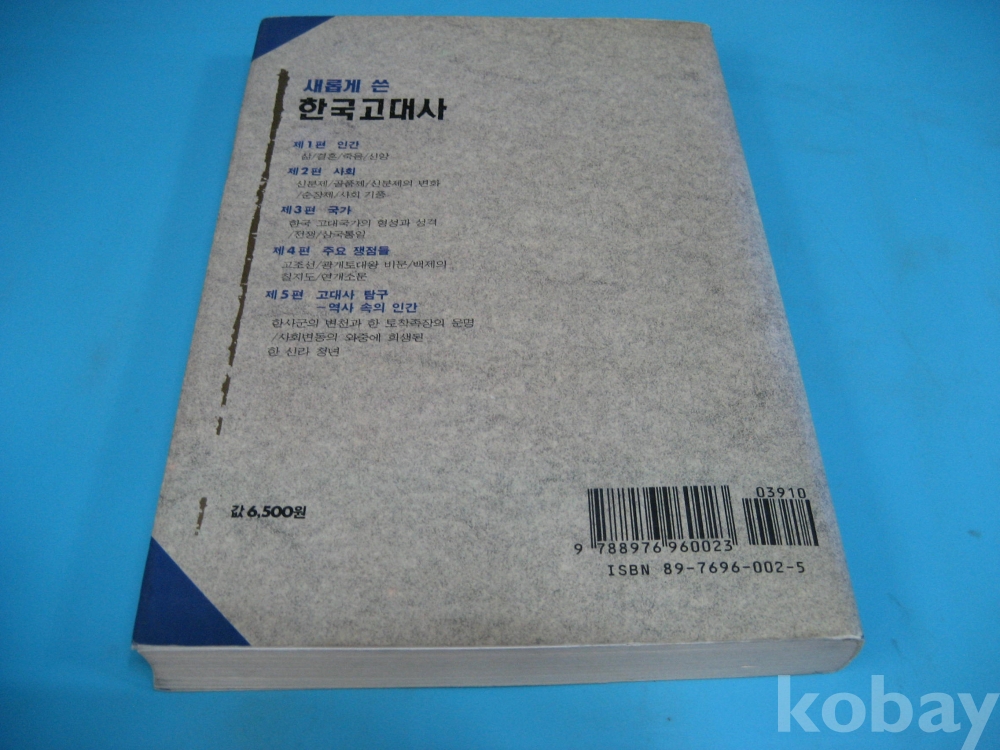 새롭게 쓴
한국고대사
제1편 인간
삶/결혼/죽음/신앙
제2편 사회
신분제/골품제/신분제의 변화
/순장제/사회 기풍
제3편 국가
한국 고대국가의 형성과 성격
/전쟁/삼국통일
제4편 주요 쟁점들
고조선/광개토대왕 비문/백제의
칠지도/연개소문
제5편 고대사 탐구
-역사 속의 인간
한사군의 변천과 한 토착족장의 운명
/사회변동의 와중에 희생된
한 신라 청년
값 6,500원
03910
9 788976 960023
ISBN 89-7696-002-5
kobay